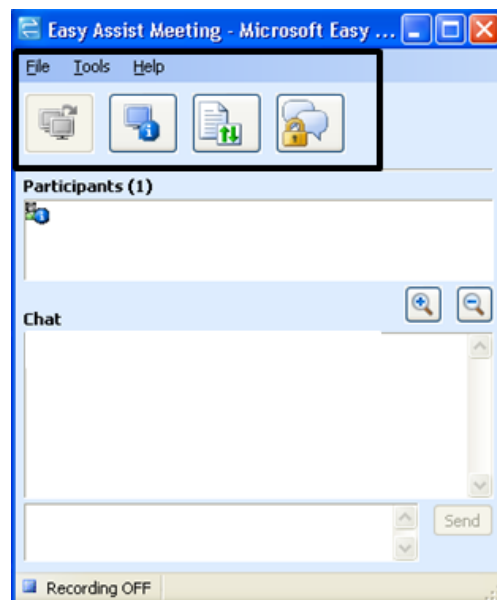 Easy Assist Meeting - Microsoft Easy ...
File Tools Help
Participants (1)
Chat
Send
Recording OFF